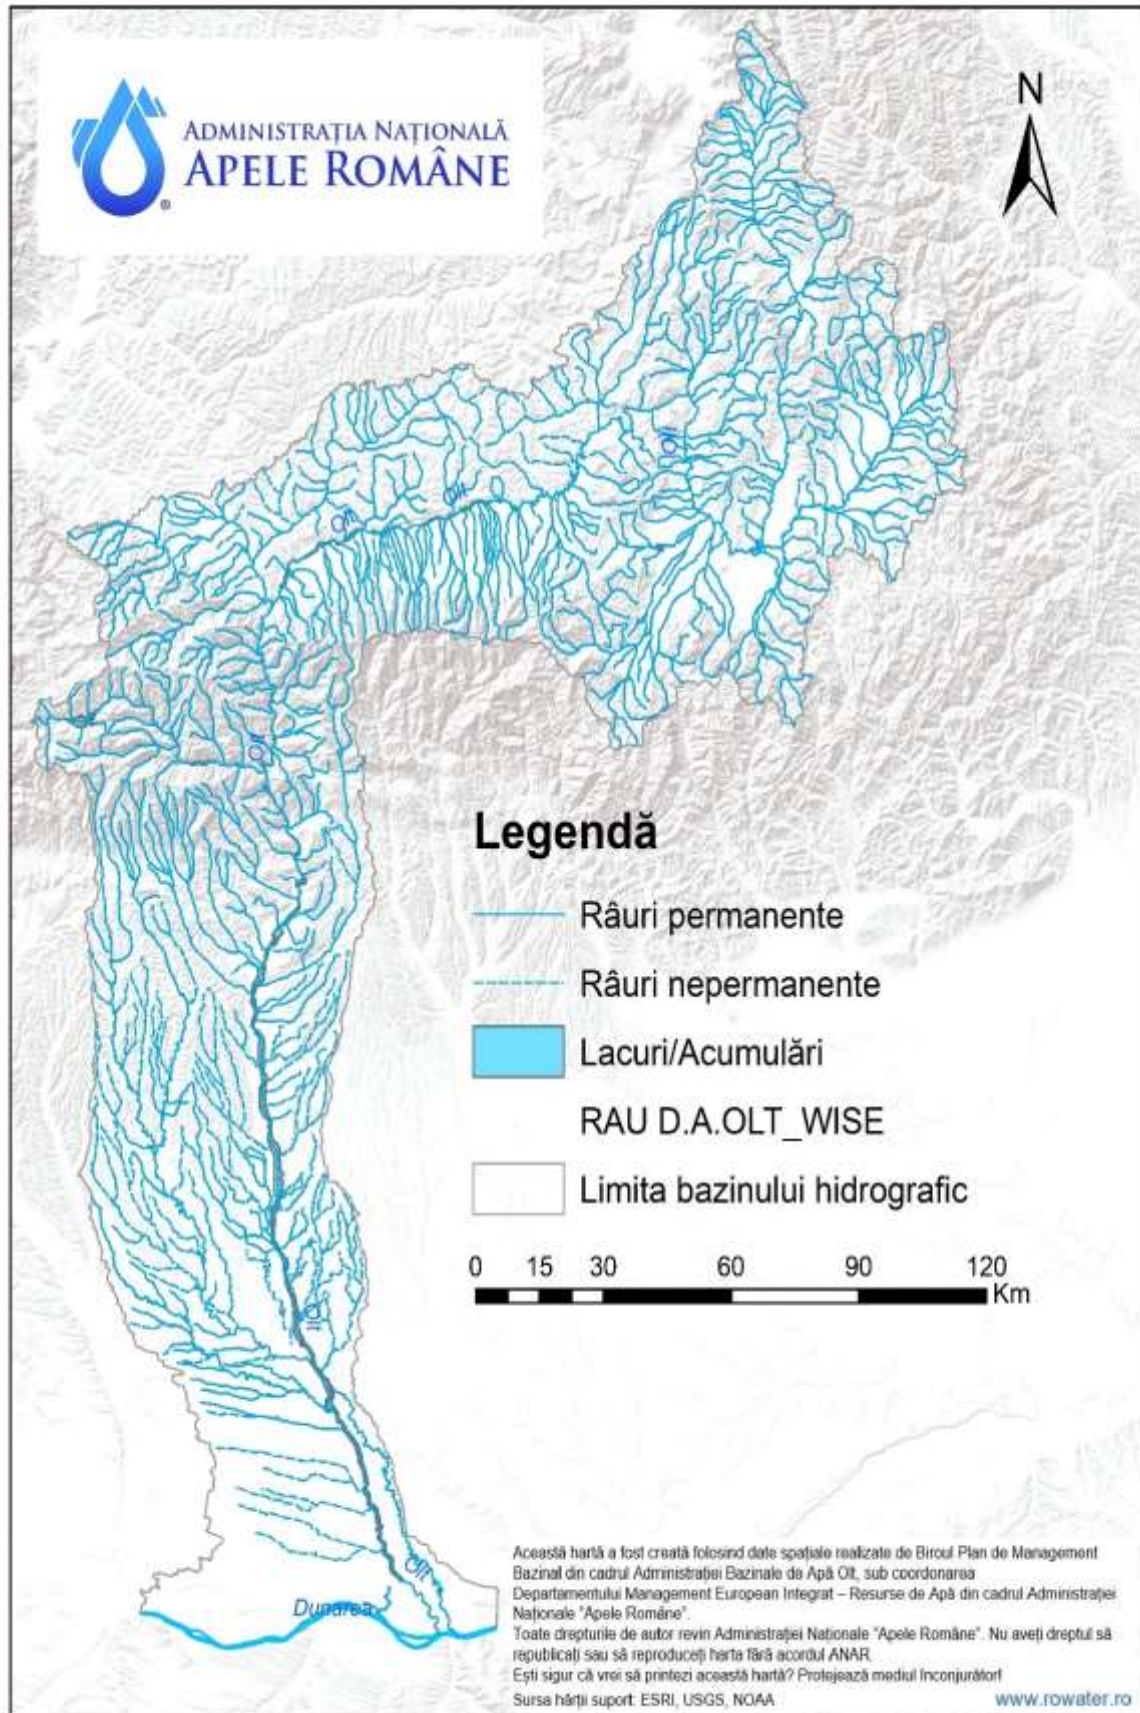 ADMINISTRAȚIA NAȚIONALĂ
APELE ROMÂNE
®
N
Olt
Olt
Olt
Olt
Legendă
Râuri permanente
Râuri nepermanente
Lacuri/Acumulări
RAU D.A.OLT_WISE
Limita bazinului hidrografic
0 15 30 60 90 120
Km
Olt
Olt
Dunarea
Această hartă a fost creată folosind date spațiale realizate de Biroul Plan de Management
Bazinal din cadrul Administrației Bazinale de Apă Olt, sub coordonarea
Departamentului Management European Integrat – Resurse de Apă din cadrul Administrației
Naționale "Apele Române".
Toate drepturile de autor revin Administrației Naționale "Apele Române". Nu aveți dreptul să
republicați sau să reproduceți harta fără acordul ANAR
Ești sigur că vrei să printezi această hartă? Protejează mediul înconjurător!
Sursa hărții suport: ESRI, USGS, NOAA
www.rowater.ro